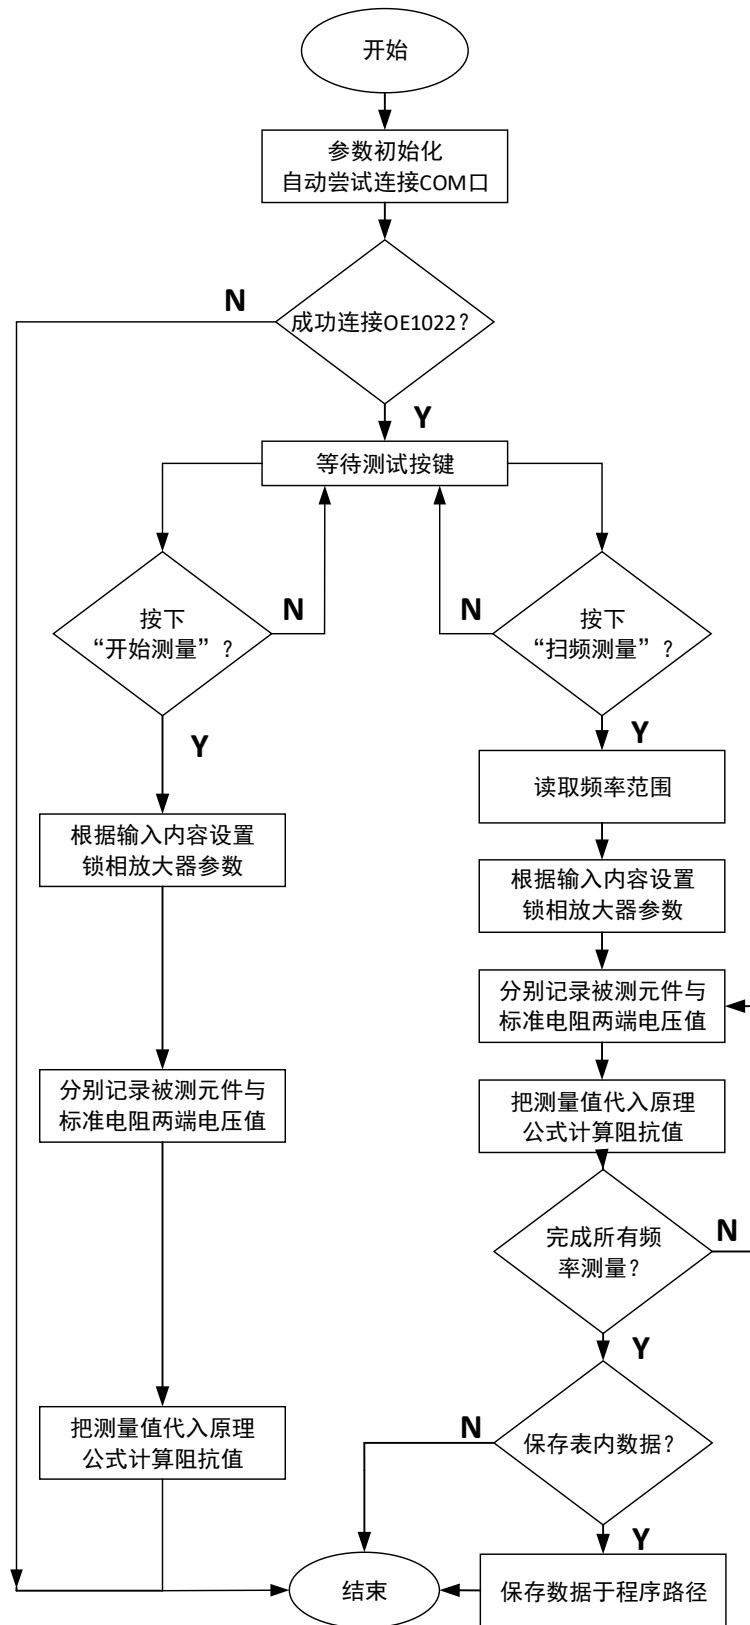 开始
参数初始化
自动尝试连接COM口
N
成功连接OE1022?
Y
等待测试按键
按下
“开始测量”?
N
N
按下
“扫频测量”?
Y
Y
读取频率范围
根据输入内容设置
锁相放大器参数
根据输入内容设置
锁相放大器参数
分别记录被测元件与
标准电阻两端电压值
分别记录被测元件与
标准电阻两端电压值
把测量值代入原理
公式计算阻抗值
完成所有频
率测量?
N
Y
把测量值代入原理
公式计算阻抗值
N
保存表内数据?
Y
结束
保存数据于程序路径